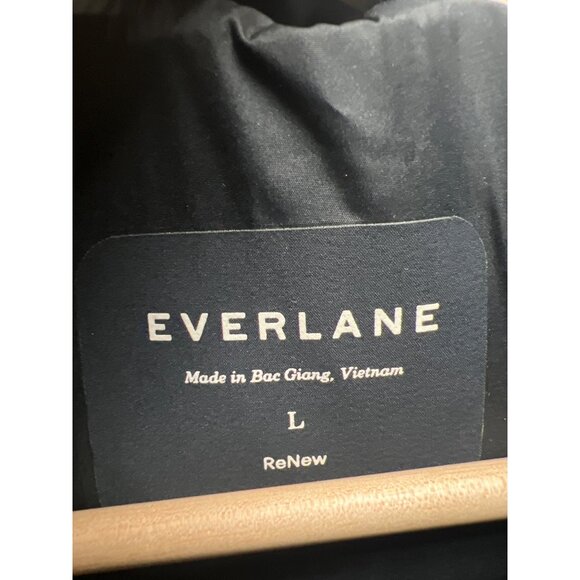 EVERLANE
Made in Bac Giang, Vietnam
L
ReNew